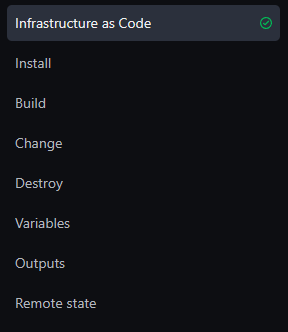 Infrastructure as Code
Install
Build
Change
Destroy
Variables
Outputs
Remote state